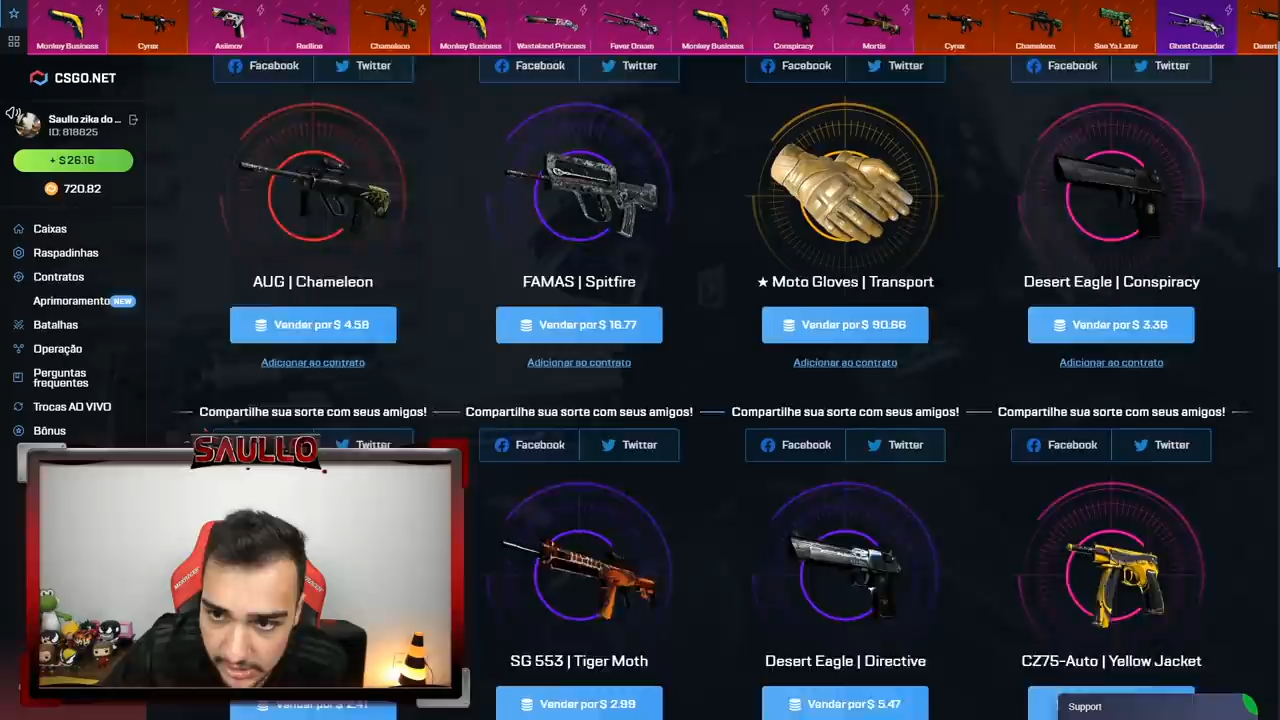 Monkey Business
Cyrex
Asiimov
Redline
Chameleon
Monkey Business
Wasteland Princess
Fever Dream
Monkey Business
Conspiracy
Mortis
Cyrex
Chameleon
See Ya Later
Ghost Crusader
Desert
CSGO.NET
Facebook
Twitter
Facebook
Twitter
Facebook
Twitter
Facebook
Twitter
Saullo zika do ...
ID: 818825
+ $ 26.16
720.82
Caixas
Raspadinhas
Contratos
Aprimoramento NEW
Batalhas
Operação
Perguntas
frequentes
Trocas AO VIVO
Bônus
AUG | Chameleon
FAMAS | Spitfire
★ Moto Gloves | Transport
Desert Eagle | Conspiracy
Vender por $ 4.58
Vender por $ 16.77
Vender por $ 90.66
Vender por $ 3.36
Adicionar ao contrato
Adicionar ao contrato
Adicionar ao contrato
Adicionar ao contrato
Compartilhe sua sorte com seus amigos!
Compartilhe sua sorte com seus amigos!
Compartilhe sua sorte com seus amigos!
Compartilhe sua sorte com seus amigos!
Twitter
Facebook
Twitter
Facebook
Twitter
Facebook
Twitter
SAULLO
SG 553 | Tiger Moth
Desert Eagle | Directive
CZ75-Auto | Yellow Jacket
Vender por $ 2.41
Vender por $ 2.99
Vender por $ 5.47
Support